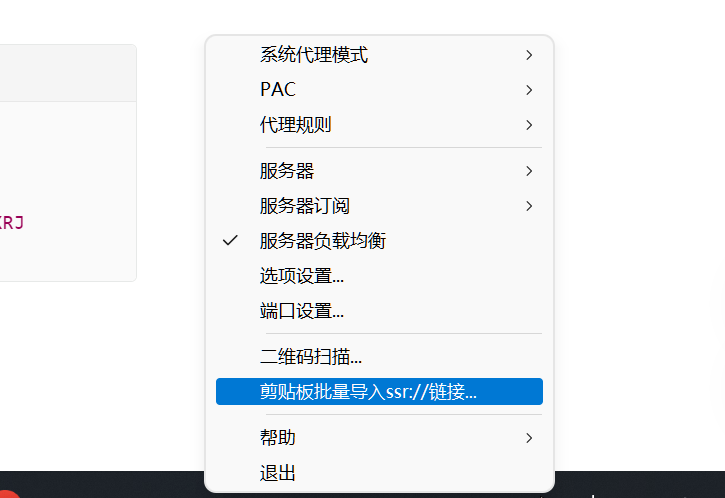 系统代理模式
PAC
代理规则
服务器
RJ
服务器订阅
服务器负载均衡
选项设置...
端口设置...
二维码扫描...
剪贴板批量导入ssr://链接...
帮助
退出